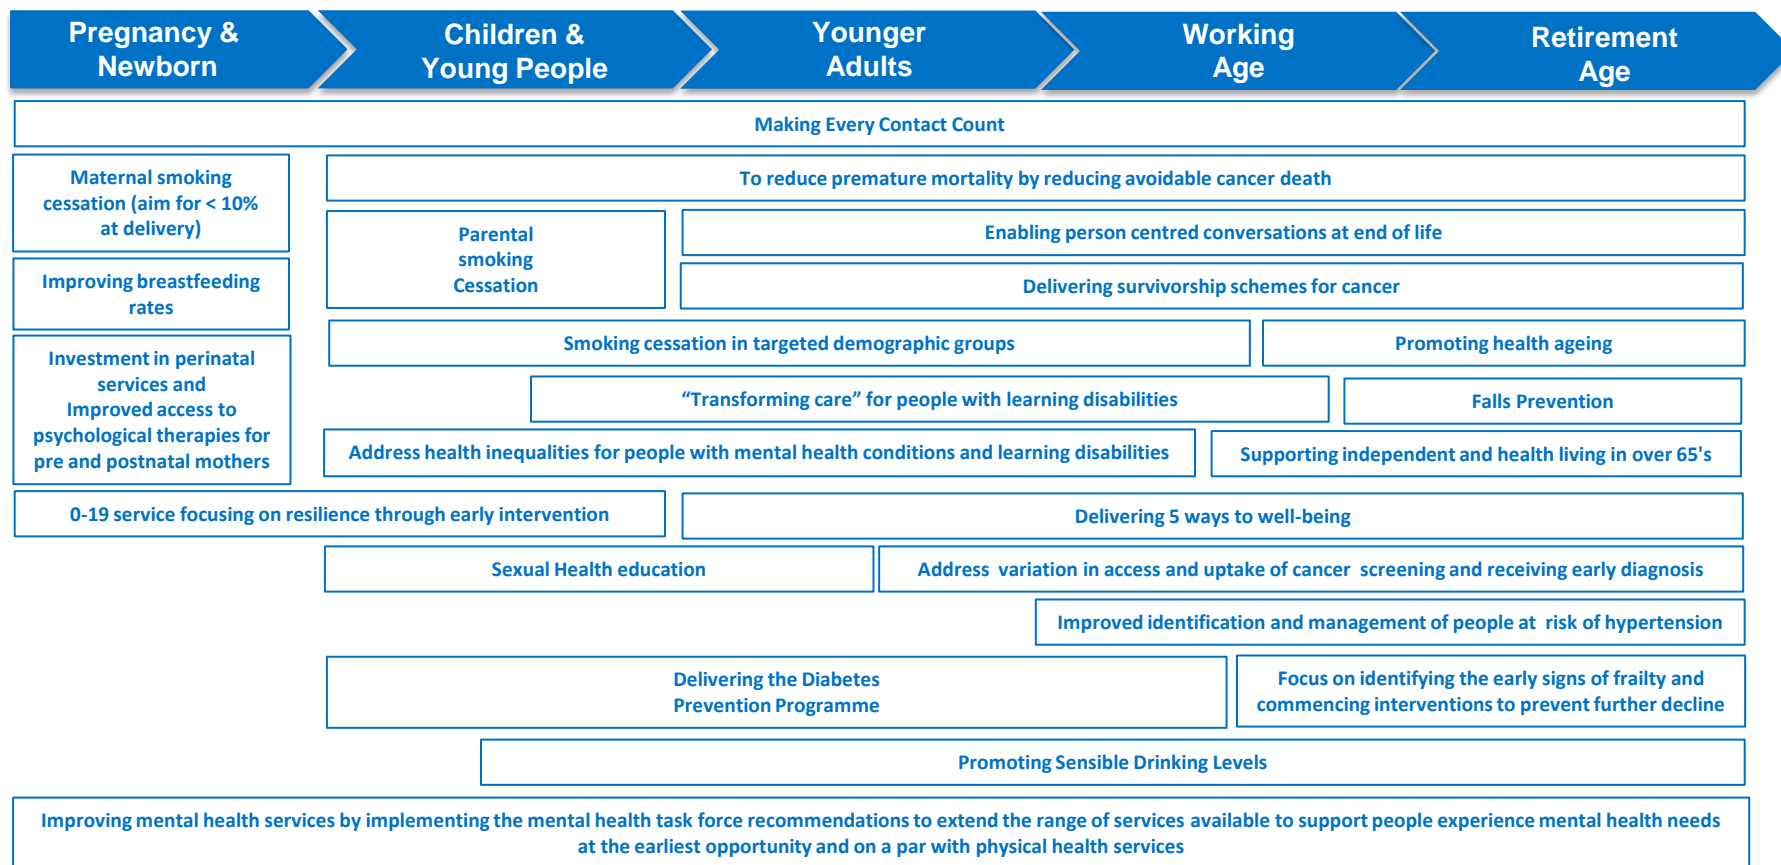 Pregnancy &
Newborn
Children &
Young People
Younger
Adults
Working
Age
Retirement
Age
Making Every Contact Count
Maternal smoking
cessation (aim for < 10%
at delivery)
To reduce premature mortality by reducing avoidable cancer death
Parental
smoking
Cessation
Enabling person centred conversations at end of life
Improving breastfeeding
rates
Delivering survivorship schemes for cancer
Investment in perinatal
services and
Improved access to
psychological therapies for
pre and postnatal mothers
Smoking cessation in targeted demographic groups
Promoting health ageing
“Transforming care” for people with learning disabilities
Falls Prevention
Address health inequalities for people with mental health conditions and learning disabilities
Supporting independent and health living in over 65's
0-19 service focusing on resilience through early intervention
Delivering 5 ways to well-being
Sexual Health education
Address variation in access and uptake of cancer screening and receiving early diagnosis
Improved identification and management of people at risk of hypertension
Delivering the Diabetes
Prevention Programme
Focus on identifying the early signs of frailty and
commencing interventions to prevent further decline
Promoting Sensible Drinking Levels
Improving mental health services by implementing the mental health task force recommendations to extend the range of services available to support people experience mental health needs
at the earliest opportunity and on a par with physical health services